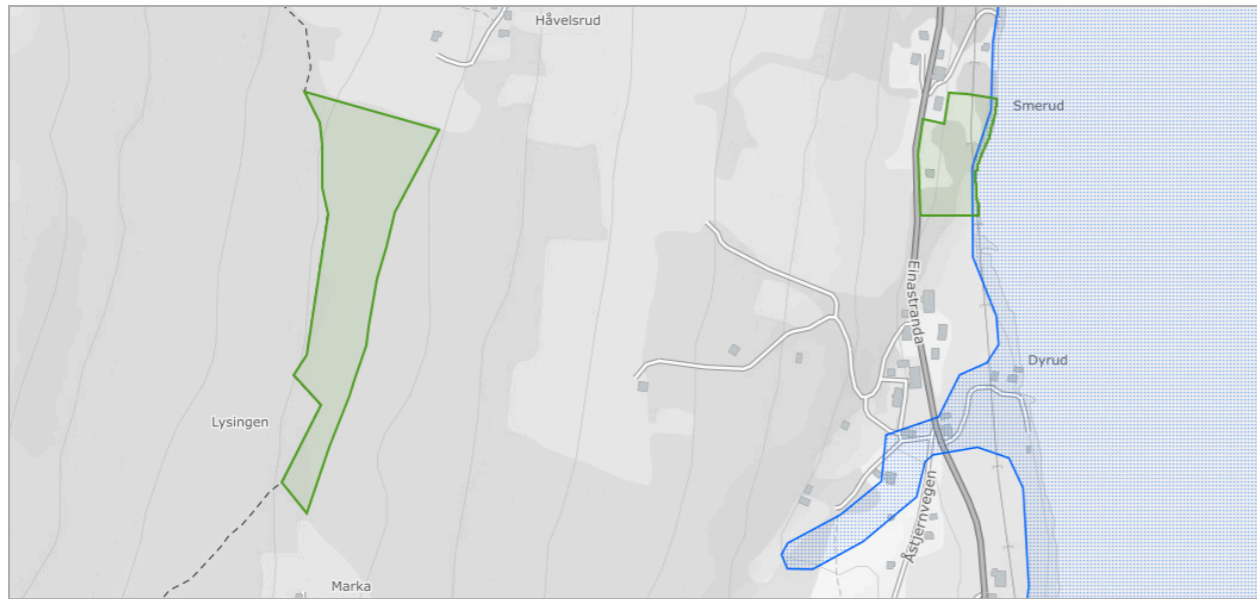 Håvelsrud
Smerud
Einastranda
Dyrud
Lysingen
Åstjernvegen
Marka